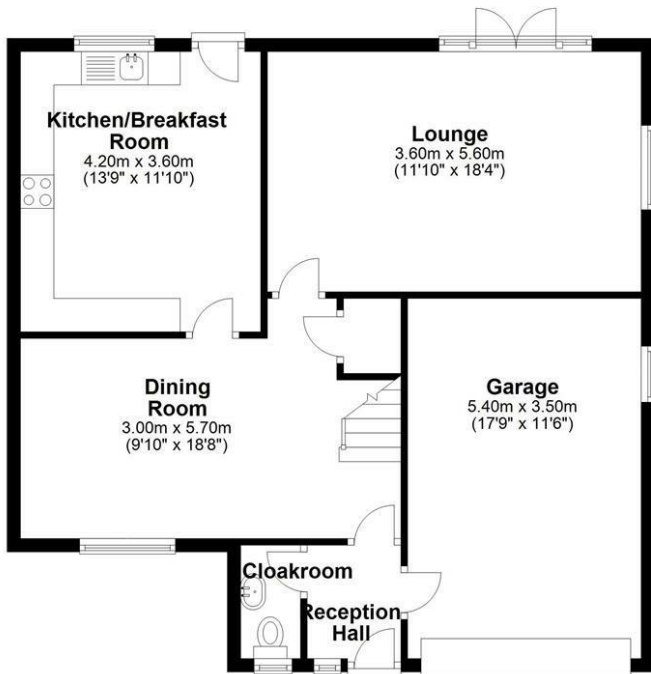 Kitchen/Breakfast
Room
4.20m x 3.60m
(13'9" x 11'10")
Lounge
3.60m x 5.60m
(11'10" x 18'4")
Dining
Room
3.00m x 5.70m
(9'10" x 18'8")
Garage
5.40m x 3.50m
(17'9" x 11'6")
Cloakroom
Reception
Hall